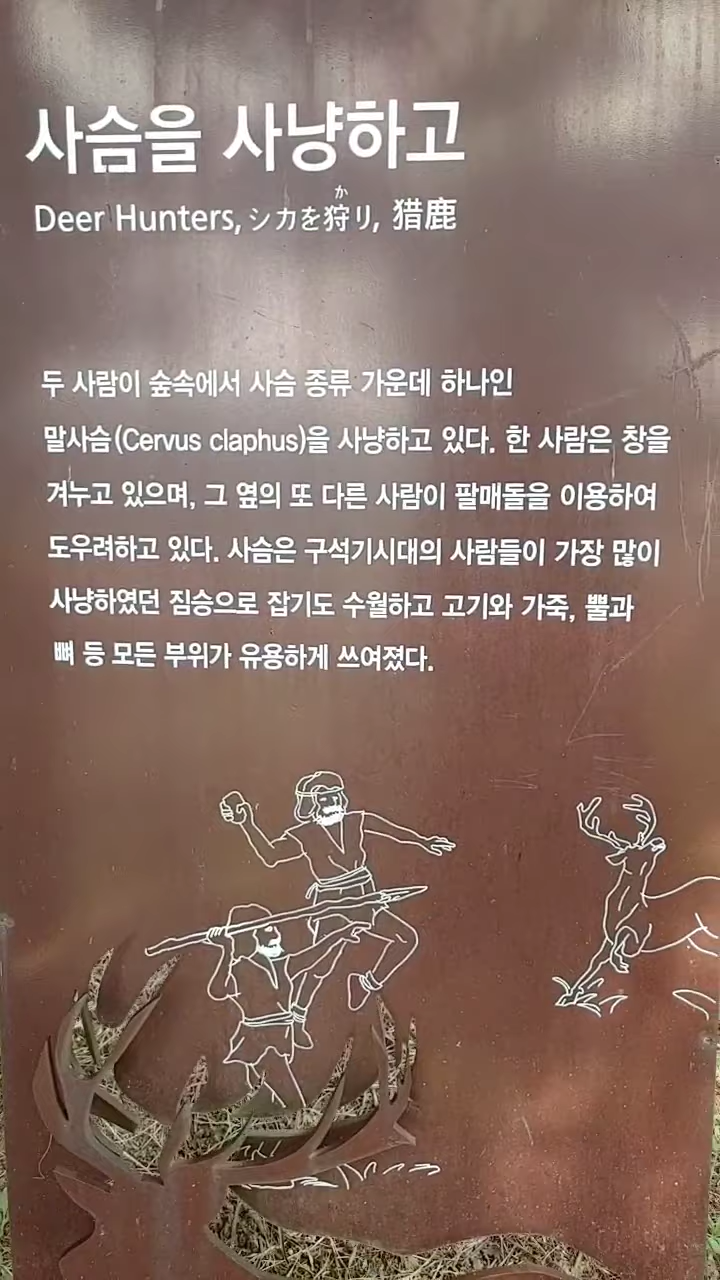 사슴을 사냥하고
か
Deer Hunters, シカを狩リ, 猎鹿
두 사람이 숲속에서 사슴 종류 가운데 하나인
말사슴(Cervus claphus)을 사냥하고 있다. 한 사람은 창을
겨누고 있으며, 그 옆의 또 다른 사람이 팔매돌을 이용하여
도우려하고 있다. 사슴은 구석기시대의 사람들이 가장 많이
사냥하였던 짐승으로 잡기도 수월하고 고기와 가죽, 뿔과
뼈 등 모든 부위가 유용하게 쓰여졌다.